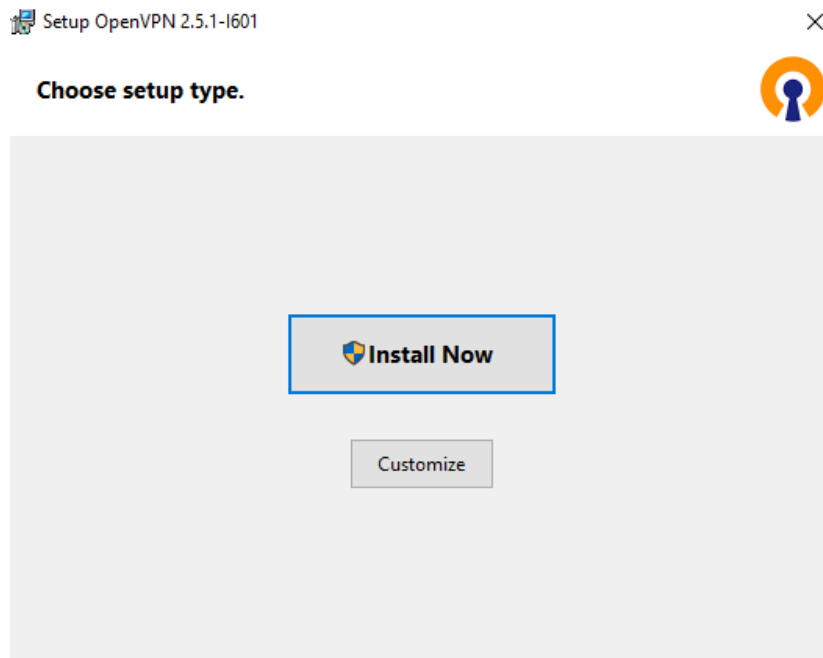 Setup OpenVPN 2.5.1-I601
Choose setup type.
Install Now
Customize